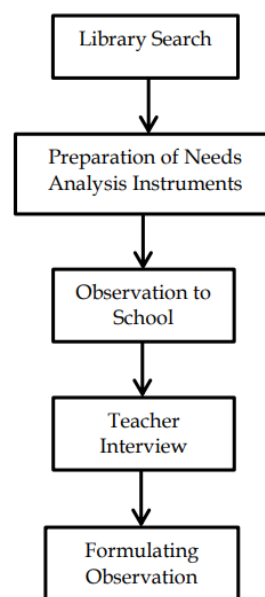 Library Search
Preparation of Needs
Analysis Instruments
Observation to
School
Teacher
Interview
Formulating
Observation